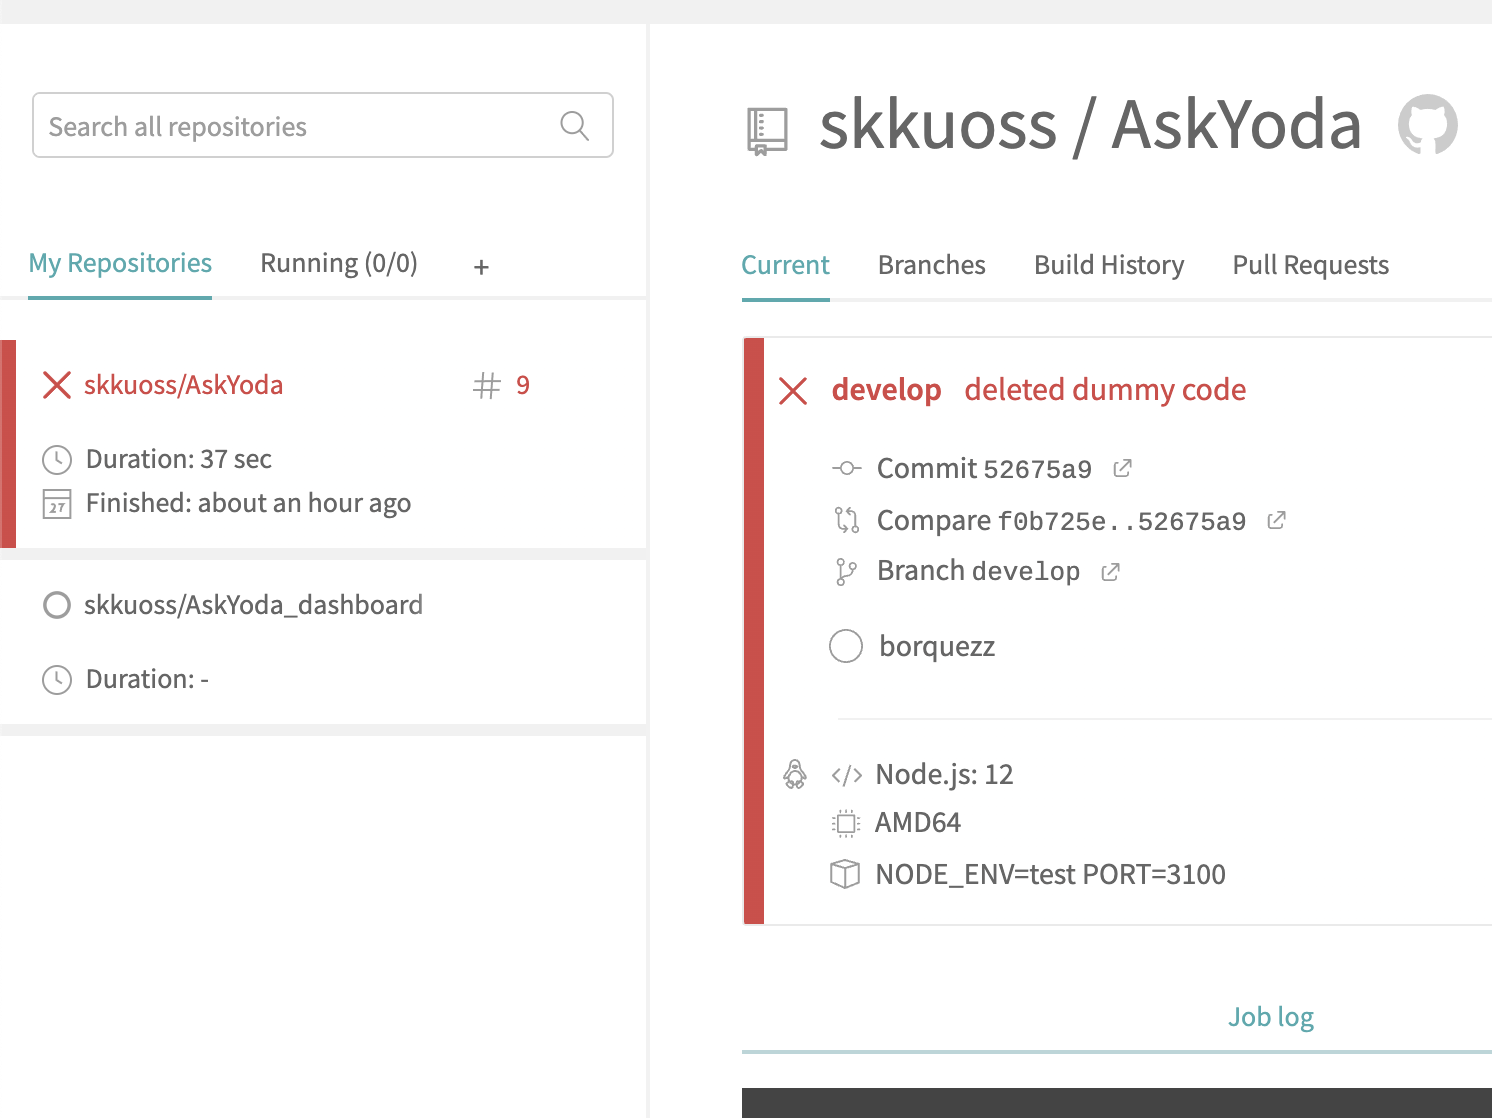 Search all repositories
My Repositories Running (0/0) +
skkuoss/AskYoda # 9
Duration: 37 sec
27 Finished: about an hour ago
skkuoss/AskYoda_dashboard
Duration: -
skkuoss / AskYoda
Current Branches Build History Pull Requests
develop deleted dummy code
Commit 52675a9
Compare f0b725e..52675a9
Branch develop
borquezz
</> Node.js: 12
AMD64
NODE_ENV=test PORT=3100
Job log